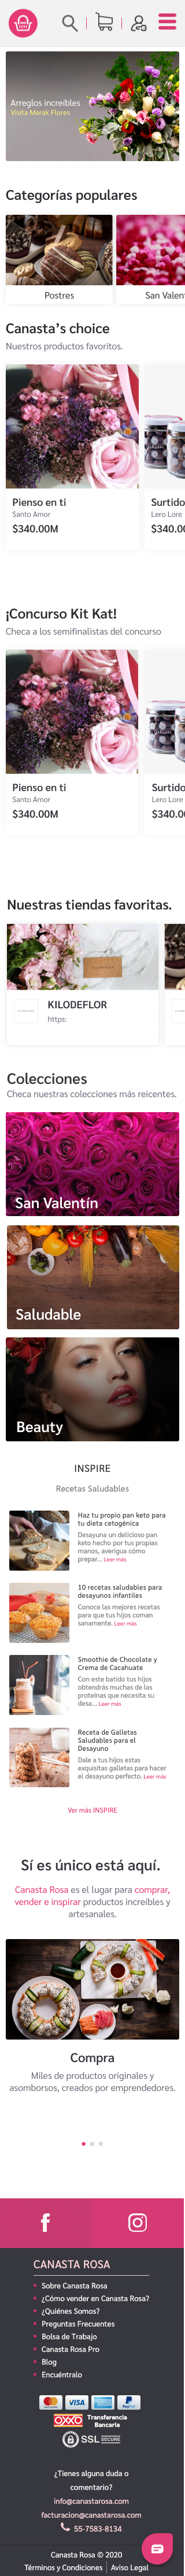 Arreglos increíbles
Visita Merak Flores
Categorías populares
Postres
San Valent
Canasta's choice
Nuestros productos favoritos.
Pienso en ti
Santo Amor
$340.00M
Surtido
Lero Lore
$340.0
¡Concurso Kit Kat!
Checa a los semifinalistas del concurso
Pienso en ti
Santo Amor
$340.00M
Surtido
Lero Lore
$340.0
Nuestras tiendas favoritas.
KILODEFLOR
https:
Colecciones
Checa nuestras colecciones más reicentes.
San Valentín
Saludable
Beauty
INSPIRE
Recetas Saludables
Haz tu propio pan keto para
tu dieta cetogénica
Desayuna un delicioso pan
keto hecho por tus propias
manos, averigua cómo
prepar... Leer más
10 recetas saludables para
desayunos infantiles
Conoce las mejores recetas
para que tus hijos coman
sanamente. Leer más
Smoothie de Chocolate y
Crema de Cacahuate
Con este batido tus hijos
obtendrás muchas de las
proteínas que necesita su
desa... Leer más
Receta de Galletas
Saludables para el
Desayuno
Dale a tus hijos estas
exquisitas galletas para hacer
el desayuno perfecto. Leer más
Ver más INSPIRE
Sí es único está aquí.
Canasta Rosa es el lugar para comprar,
vender e inspirar productos increíbles y
artesanales.
Compra
Miles de productos originales y
asomborsos, creados por emprendedores.
CANASTA ROSA
Sobre Canasta Rosa
¿Cómo vender en Canasta Rosa?
¿Quiénes Somos?
Preguntas Frecuentes
Bolsa de Trabajo
Canasta Rosa Pro
Blog
Encuéntralo
VISA
OXXO
Transferencia
Bancaria
SSL SECURE
¿Tienes alguna duda o
comentario?
info@canastarosa.com
facturacion@canastarosa.com
55-7583-8134
Canasta Rosa © 2020
Términos y Condiciones | Aviso Legal